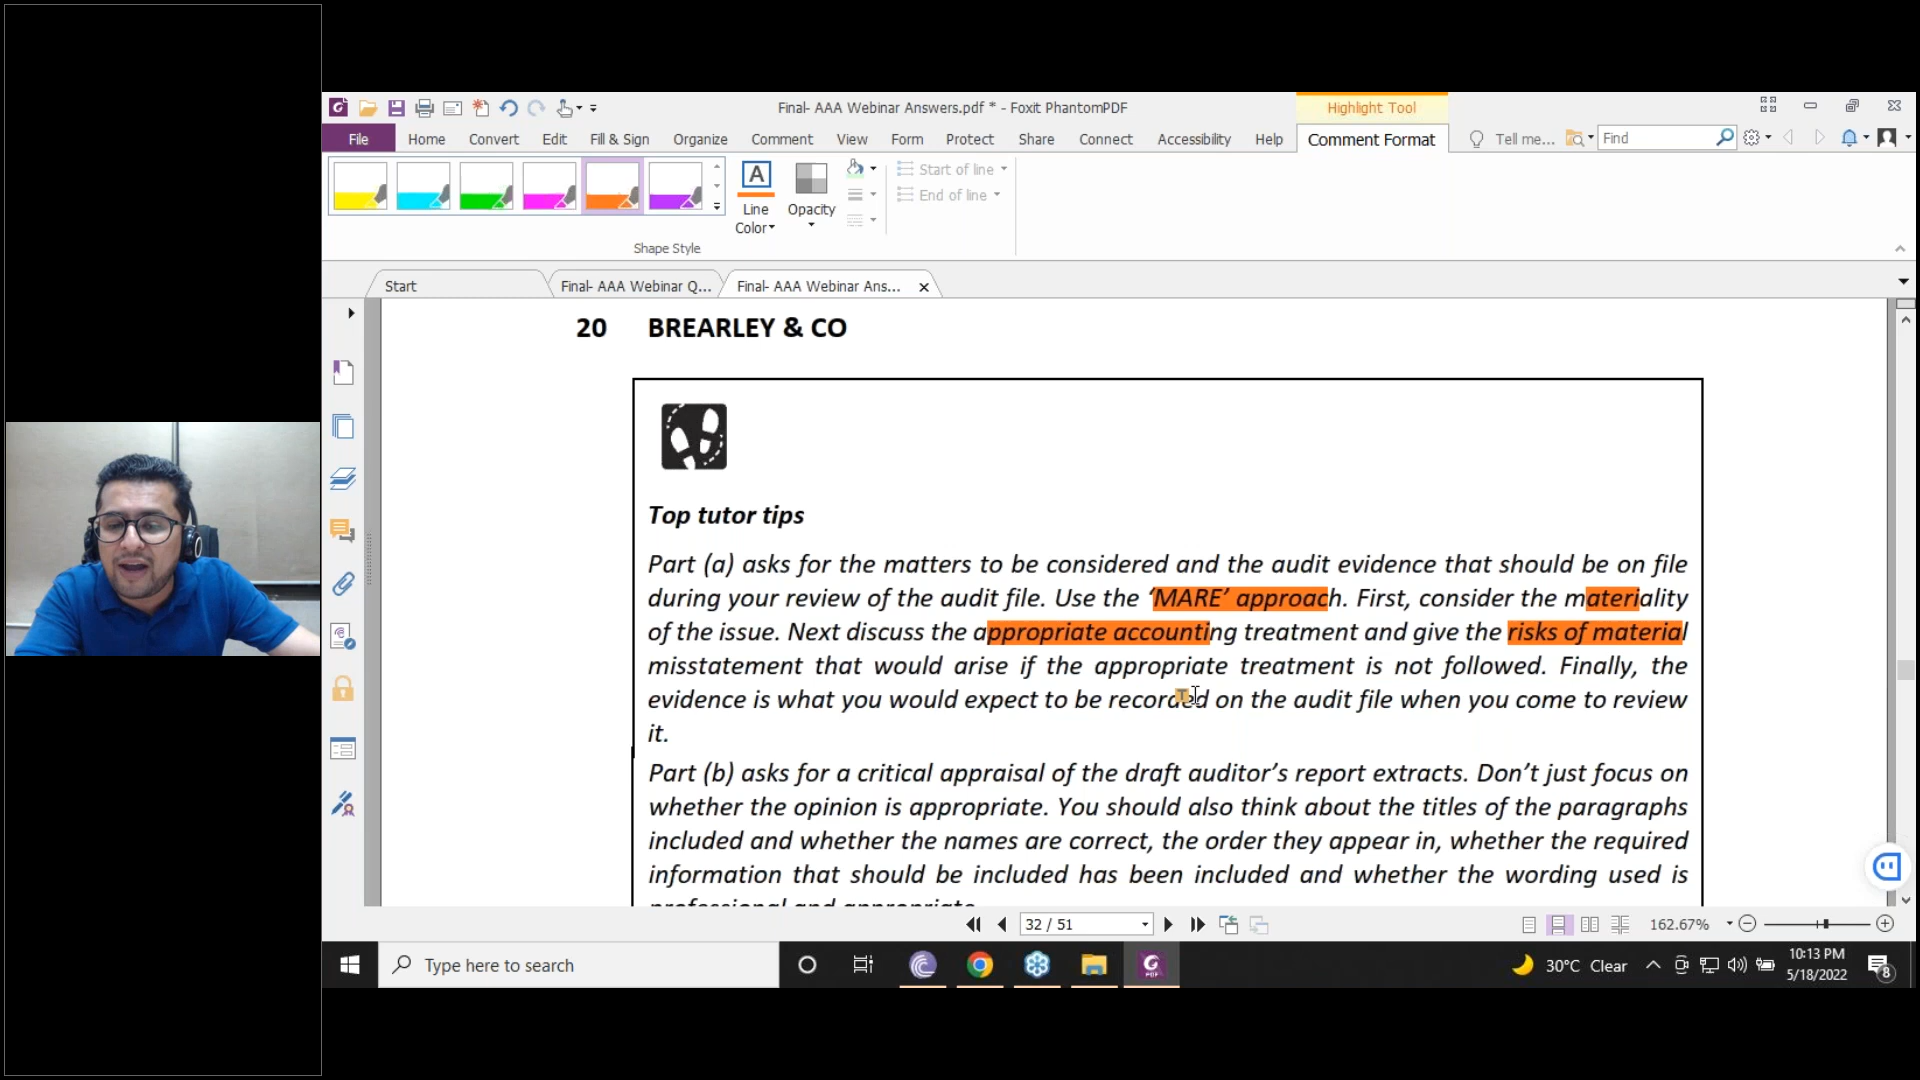 Final- AAA Webinar Answers.pdf * - Foxit PhantomPDF
Highlight Tool
File
Home
Convert
Edit
Fill & Sign
Organize
Comment
View
Form
Protect
Share
Connect
Accessibility
Help
Comment Format
Tell me...
Find
A
Line
Color
Opacity
Start of line
End of line
Shape Style
Start
Final- AAA Webinar Q...
Final- AAA Webinar Ans...
20 BREARLEY & CO
Top tutor tips
Part (a) asks for the matters to be considered and the audit evidence that should be on file
during your review of the audit file. Use the ‘MARE’ approach. First, consider the materiality
of the issue. Next discuss the appropriate accounting treatment and give the risks of material
misstatement that would arise if the appropriate treatment is not followed. Finally, the
evidence is what you would expect to be recorded on the audit file when you come to review
it.
Part (b) asks for a critical appraisal of the draft auditor’s report extracts. Don’t just focus on
whether the opinion is appropriate. You should also think about the titles of the paragraphs
included and whether the names are correct, the order they appear in, whether the required
information that should be included has been included and whether the wording used is
professional and appropriate.
32 / 51
162.67%
Type here to search
30°C Clear
10:13 PM
5/18/2022
8